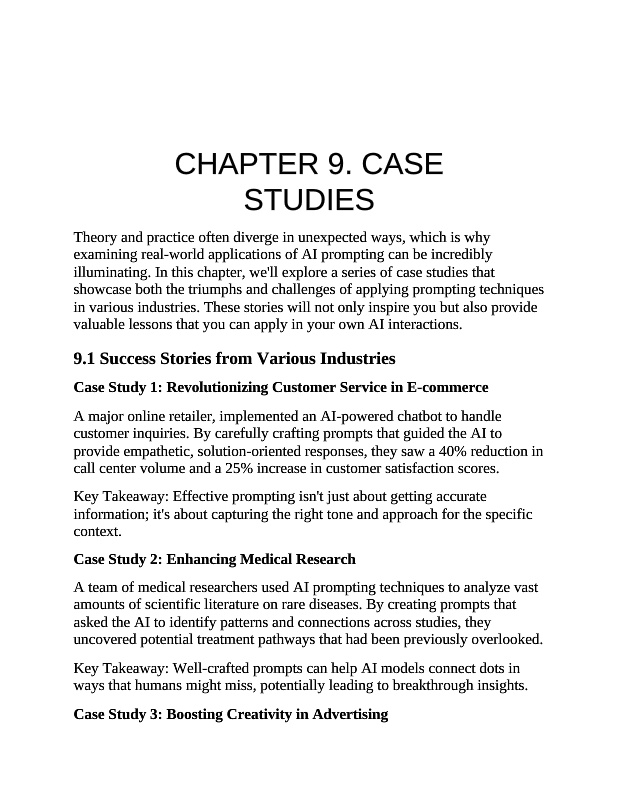 CHAPTER 9. CASE
STUDIES
Theory and practice often diverge in unexpected ways, which is why
examining real-world applications of AI prompting can be incredibly
illuminating. In this chapter, we'll explore a series of case studies that
showcase both the triumphs and challenges of applying prompting techniques
in various industries. These stories will not only inspire you but also provide
valuable lessons that you can apply in your own AI interactions.
9.1 Success Stories from Various Industries
Case Study 1: Revolutionizing Customer Service in E-commerce
A major online retailer, implemented an AI-powered chatbot to handle
customer inquiries. By carefully crafting prompts that guided the AI to
provide empathetic, solution-oriented responses, they saw a 40% reduction in
call center volume and a 25% increase in customer satisfaction scores.
Key Takeaway: Effective prompting isn't just about getting accurate
information; it's about capturing the right tone and approach for the specific
context.
Case Study 2: Enhancing Medical Research
A team of medical researchers used AI prompting techniques to analyze vast
amounts of scientific literature on rare diseases. By creating prompts that
asked the AI to identify patterns and connections across studies, they
uncovered potential treatment pathways that had been previously overlooked.
Key Takeaway: Well-crafted prompts can help AI models connect dots in
ways that humans might miss, potentially leading to breakthrough insights.
Case Study 3: Boosting Creativity in Advertising